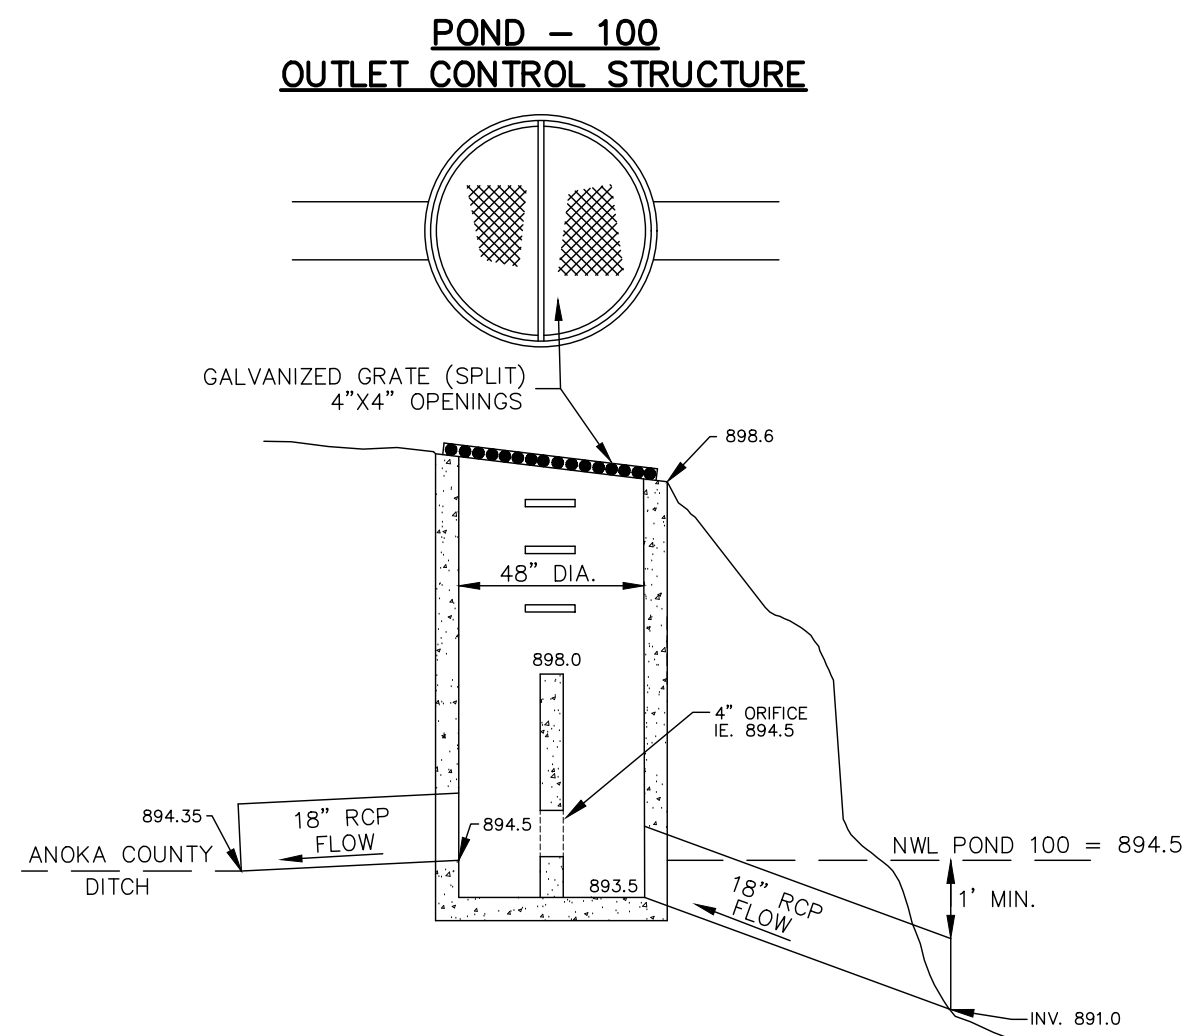 POND - 100
OUTLET CONTROL STRUCTURE
GALVANIZED GRATE (SPLIT)
4"X4" OPENINGS
898.6
48" DIA.
898.0
4" ORIFICE
IE. 894.5
894.35
18" RCP
FLOW
894.5
ANOKA COUNTY
DITCH
893.5
NWL POND 100 = 894.5
18" RCP
FLOW
1' MIN.
INV. 891.0